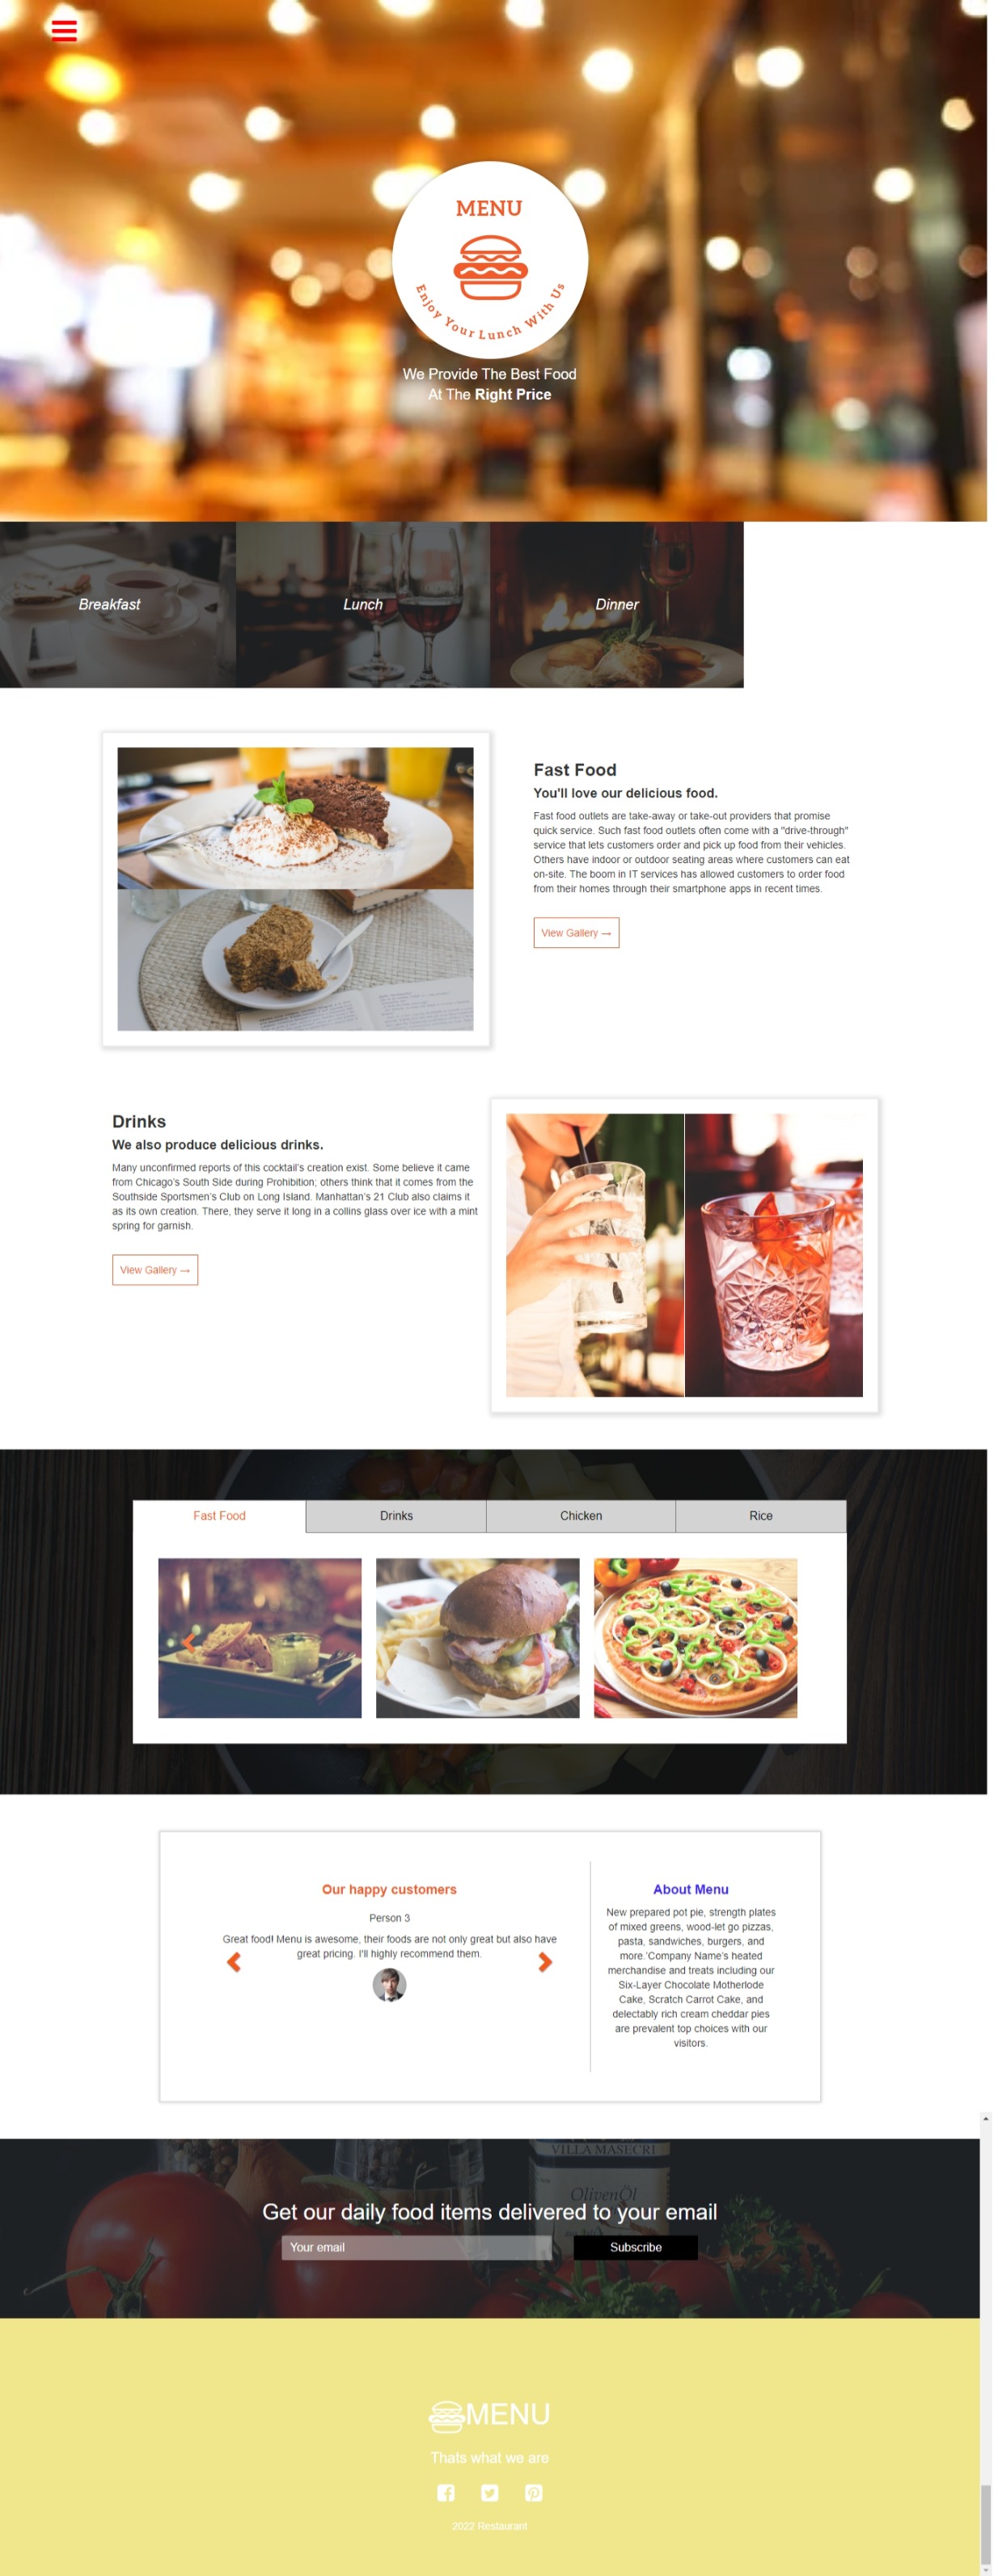 MENU
Enjoy Your Lunch With Us
We Provide The Best Food
At The Right Price
Breakfast
Lunch
Dinner
Fast Food
You'll love our delicious food.
Fast food outlets are take-away or take-out providers that promise
quick service. Such fast food outlets often come with a "drive-through"
service that lets customers order and pick up food from their vehicles.
Others have indoor or outdoor seating areas where customers can eat
on-site. The boom in IT services has allowed customers to order food
from their homes through their smartphone apps in recent times.
View Gallery →
Drinks
We also produce delicious drinks.
Many unconfirmed reports of this cocktail's creation exist. Some believe it came
from Chicago's South Side during Prohibition; others think that it comes from the
Southside Sportsmen's Club on Long Island. Manhattan's 21 Club also claims it
as its own creation. There, they serve it long in a collins glass over ice with a mint
spring for garnish.
View Gallery →
Fast Food
Drinks
Chicken
Rice
Our happy customers
Person 3
Great food! Menu is awesome, their foods are not only great but also have
great pricing. I'll highly recommend them.
About Menu
New prepared pot pie, strength plates
of mixed greens, wood-let go pizzas,
pasta, sandwiches, burgers, and
more.'Company Name's heated
merchandise and treats including our
Six-Layer Chocolate Motherlode
Cake, Scratch Carrot Cake, and
delectably rich cream cheddar pies
are prevalent top choices with our
visitors.
VILLA MASECRI
OlivenÖl
Get our daily food items delivered to your email
Your email
Subscribe
MENU
Thats what we are
2022 Restaurant